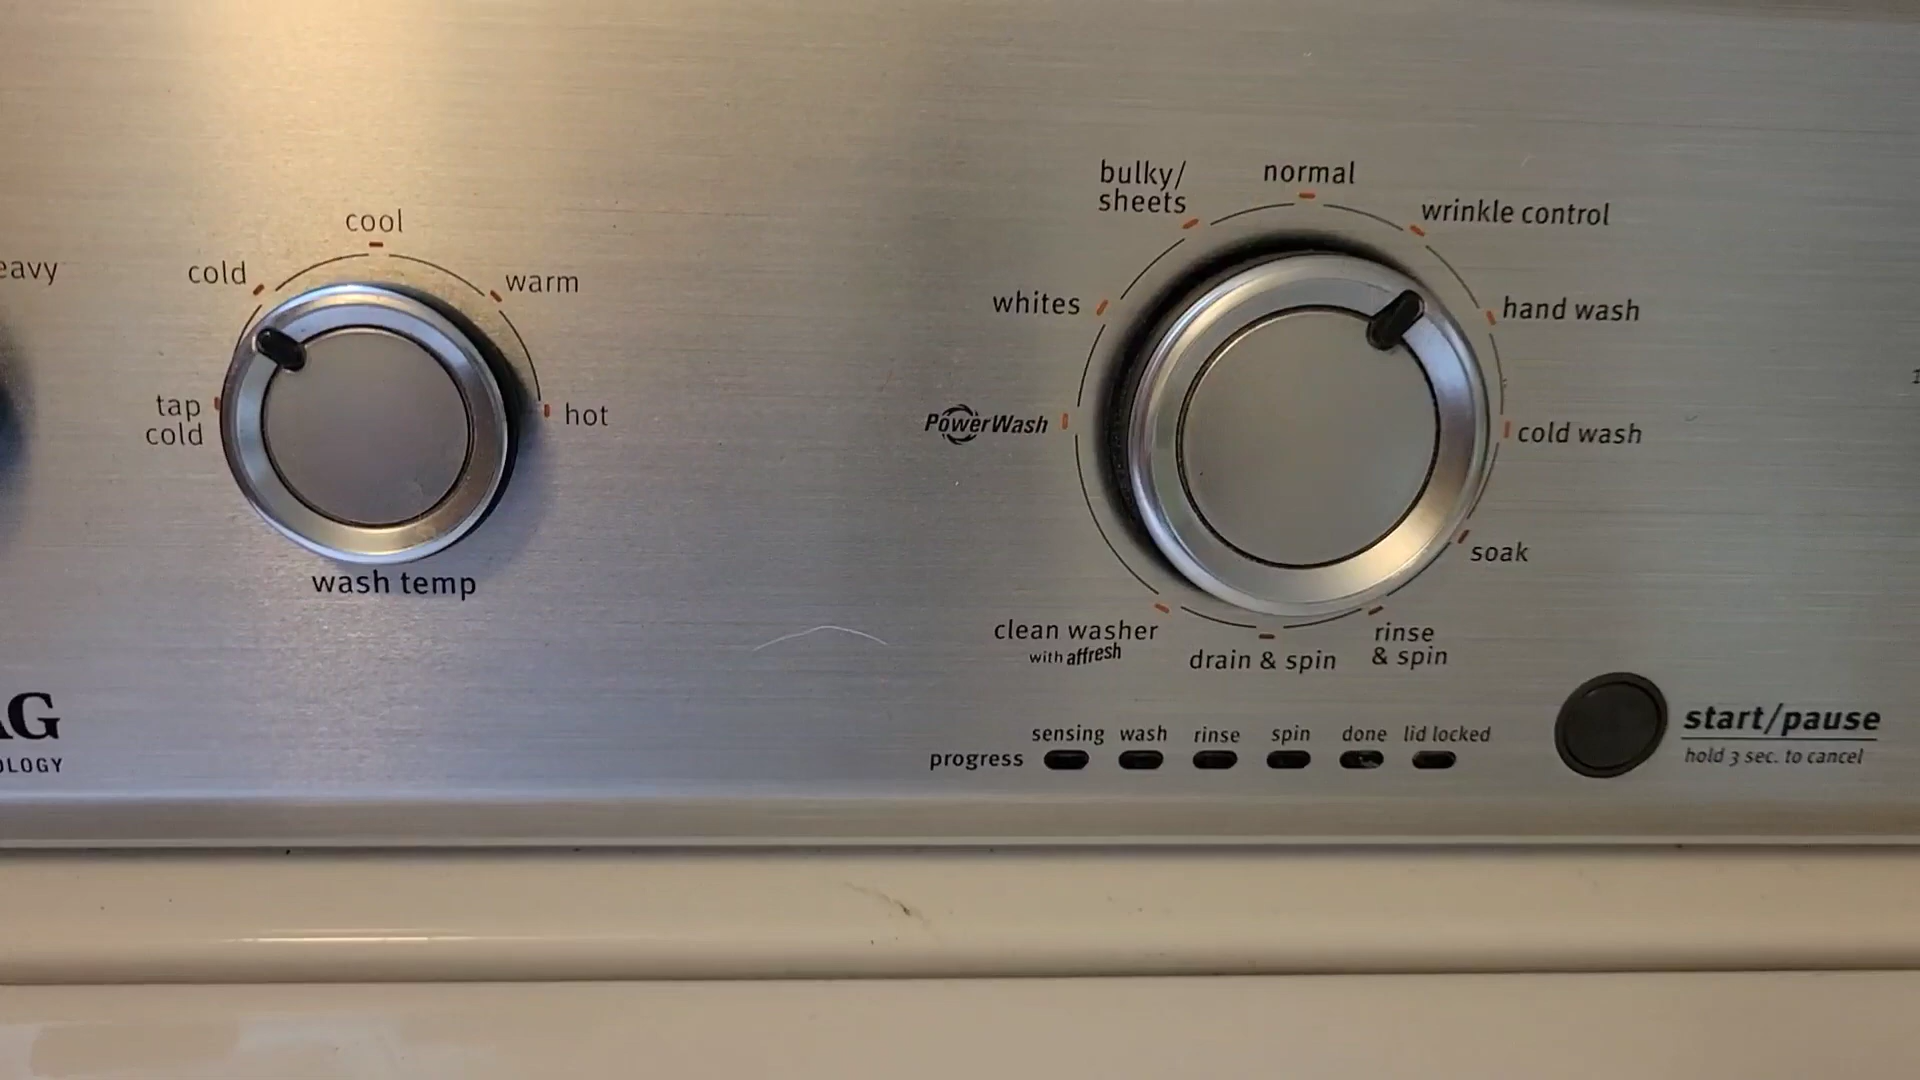 eavy
cool
cold
warm
tap
cold
hot
wash temp
AG
OLOGY
bulky/
sheets
normal
wrinkle control
whites
hand wash
PowerWash
cold wash
soak
clean washer
with affresh
drain & spin
rinse
& spin
progress
sensing
wash
rinse
spin
done
lid locked
start/pause
hold 3 sec. to cancel